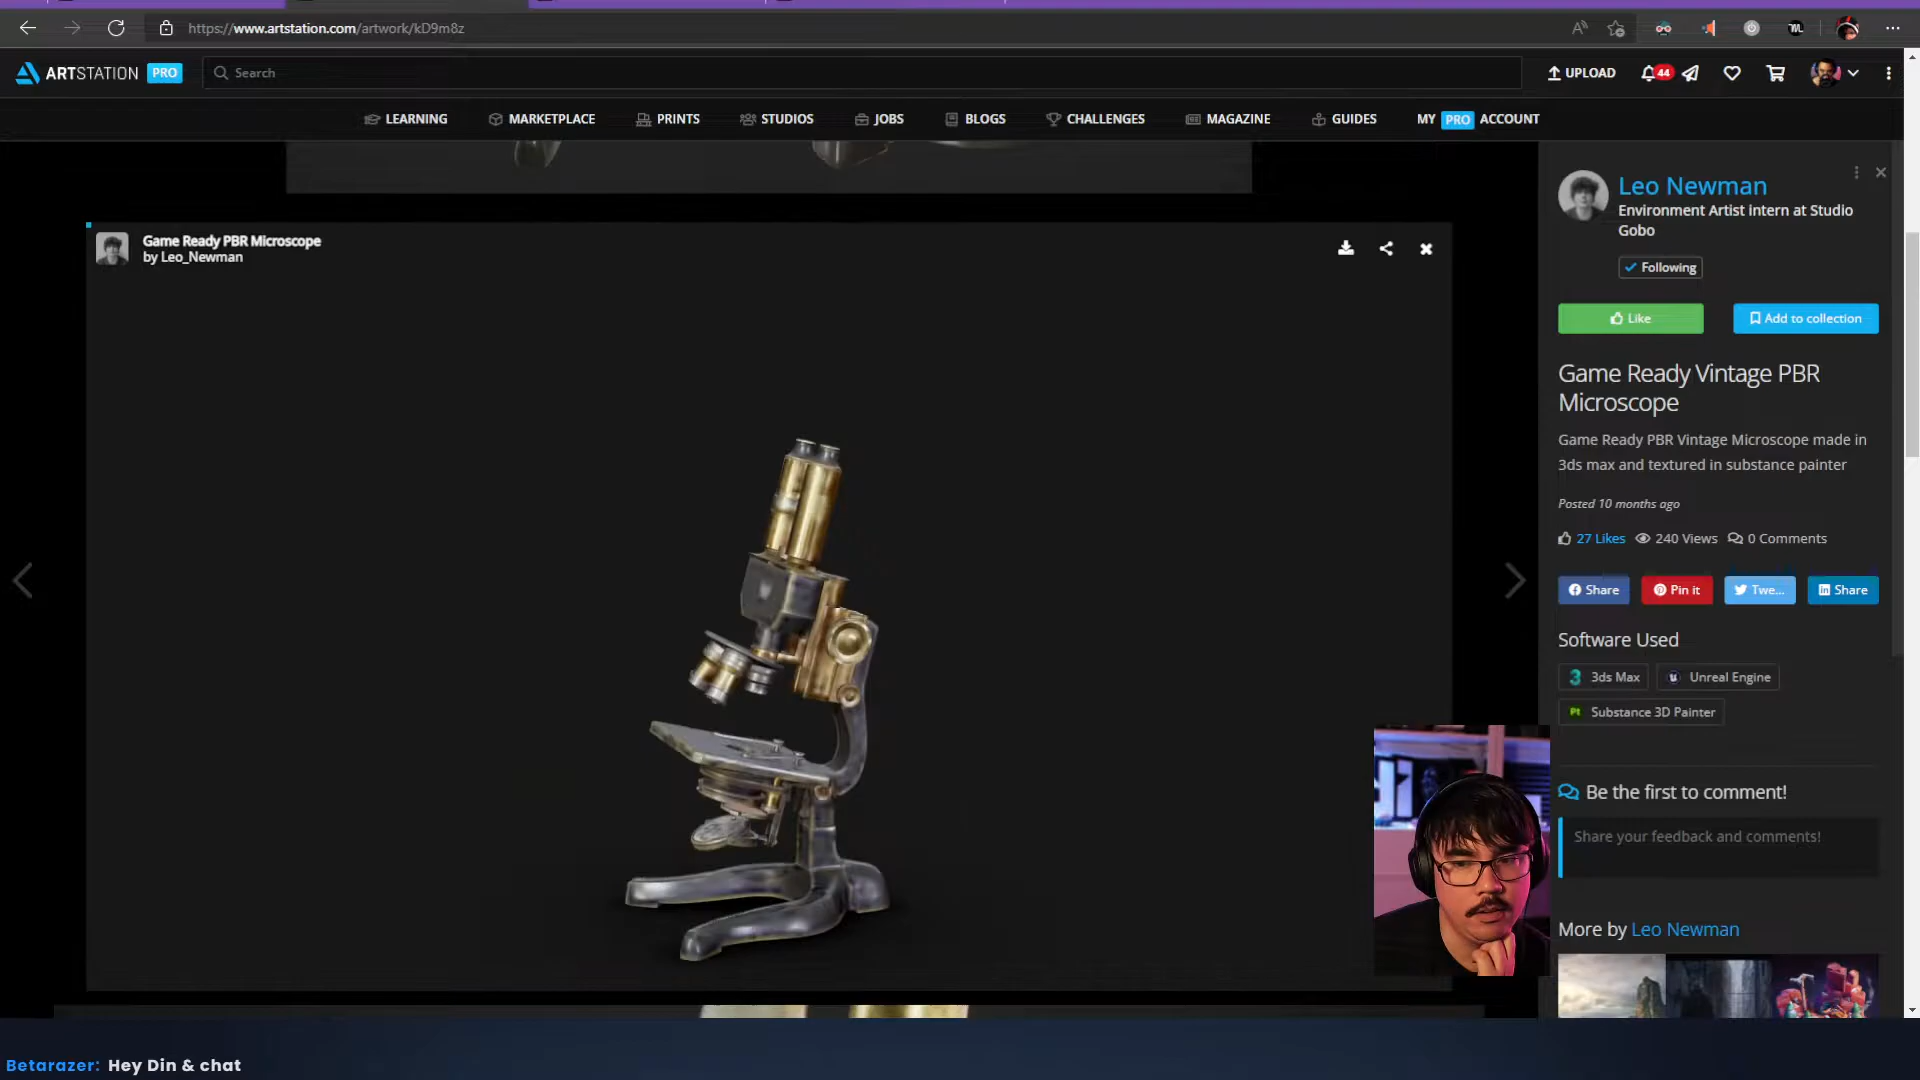 https://www.artstation.com/artwork/kD9m8z
ARTSTATION PRO
Search
UPLOAD
44
LEARNING
MARKETPLACE
PRINTS
STUDIOS
JOBS
BLOGS
CHALLENGES
MAGAZINE
GUIDES
MY PRO ACCOUNT
Game Ready PBR Microscope
by Leo_Newman
Leo Newman
Environment Artist intern at Studio
Gobo
Following
Like
Add to collection
Game Ready Vintage PBR
Microscope
Game Ready PBR Vintage Microscope made in
3ds max and textured in substance painter
Posted 10 months ago
27 Likes 240 Views 0 Comments
Share
Pin it
Twe...
Share
Software Used
3ds Max
Unreal Engine
Pt Substance 3D Painter
Be the first to comment!
Share your feedback and comments!
More by Leo Newman
Betarazer: Hey Din & chat